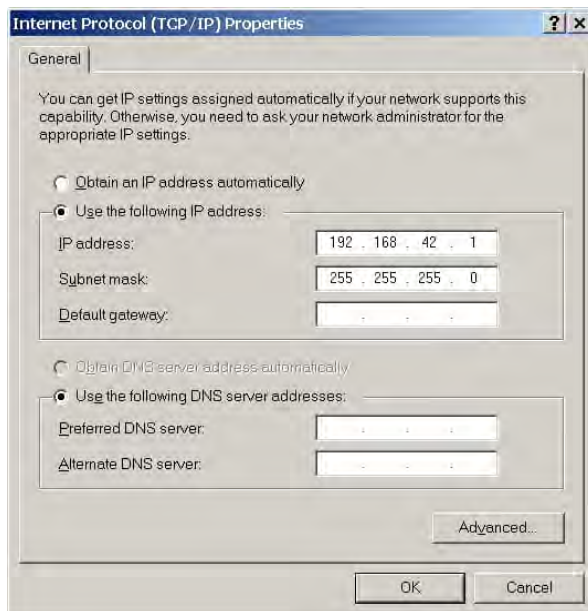 Internet Protocol (TCP/IP) Properties
General
You can get IP settings assigned automatically if your network supports this
capability. Otherwise, you need to ask your network administrator for the
appropriate IP settings.
Obtain an IP address automatically
Use the following IP address:
IP address: 192 . 168 . 42 . 1
Subnet mask: 255 . 255 . 255 . 0
Default gateway: . . .
Obtain DNS server address automatically
Use the following DNS server addresses:
Preferred DNS server: . . .
Alternate DNS server: . . .
Advanced...
OK Cancel